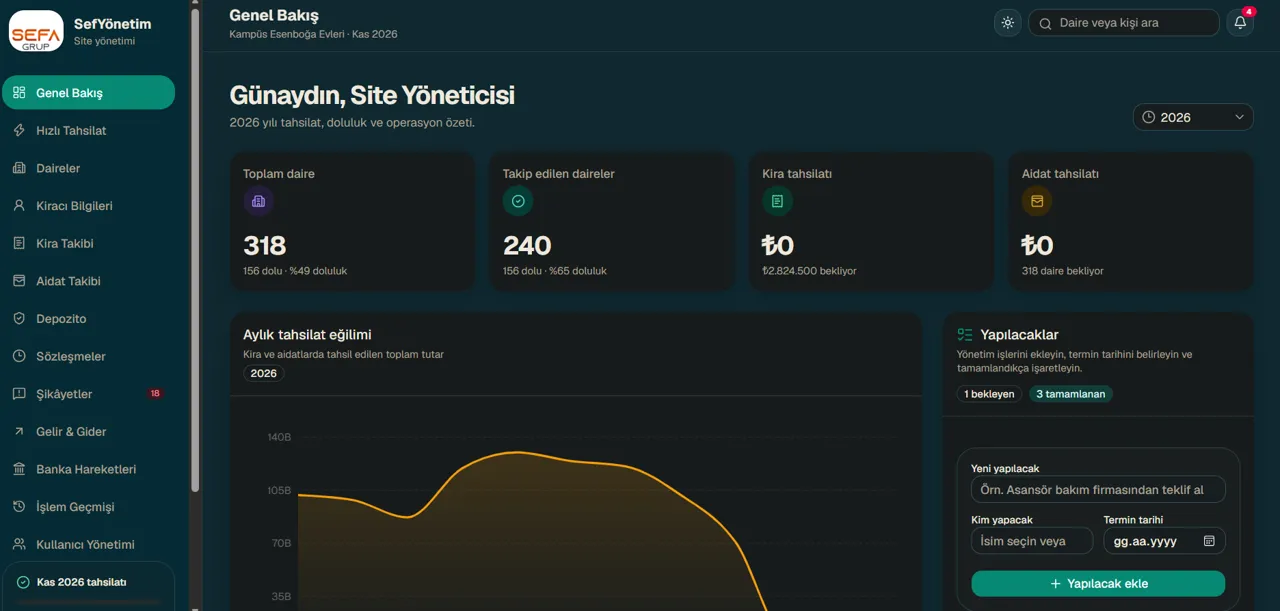 SEFA
GRUP
SefYönetim
Site yönetimi
Genel Bakış
Hızlı Tahsilat
Daireler
Kiracı Bilgileri
Kira Takibi
Aidat Takibi
Depozito
Sözleşmeler
Şikâyetler
18
Gelir & Gider
Banka Hareketleri
İşlem Geçmişi
Kullanıcı Yönetimi
Kas 2026 tahsilatı
Genel Bakış
Kampüs Esenboğa Evleri · Kas 2026
Daire veya kişi ara
4
Günaydın, Site Yöneticisi
2026 yılı tahsilat, doluluk ve operasyon özeti.
2026
Toplam daire
318
156 dolu · %49 doluluk
Takip edilen daireler
240
156 dolu · %65 doluluk
Kira tahsilatı
₺0
₺2.824.500 bekliyor
Aidat tahsilatı
₺0
318 daire bekliyor
Aylık tahsilat eğilimi
Kira ve aidatlarda tahsil edilen toplam tutar
2026
140B
105B
70B
35B
Yapılacaklar
Yönetim işlerini ekleyin, termin tarihini belirleyin ve
tamamlandıkça işaretleyin.
1 bekleyen
3 tamamlanan
Yeni yapılacak
Örn. Asansör bakım firmasından teklif al
Kim yapacak
Termin tarihi
İsim seçin veya
gg.aa.yyyy
+ Yapılacak ekle